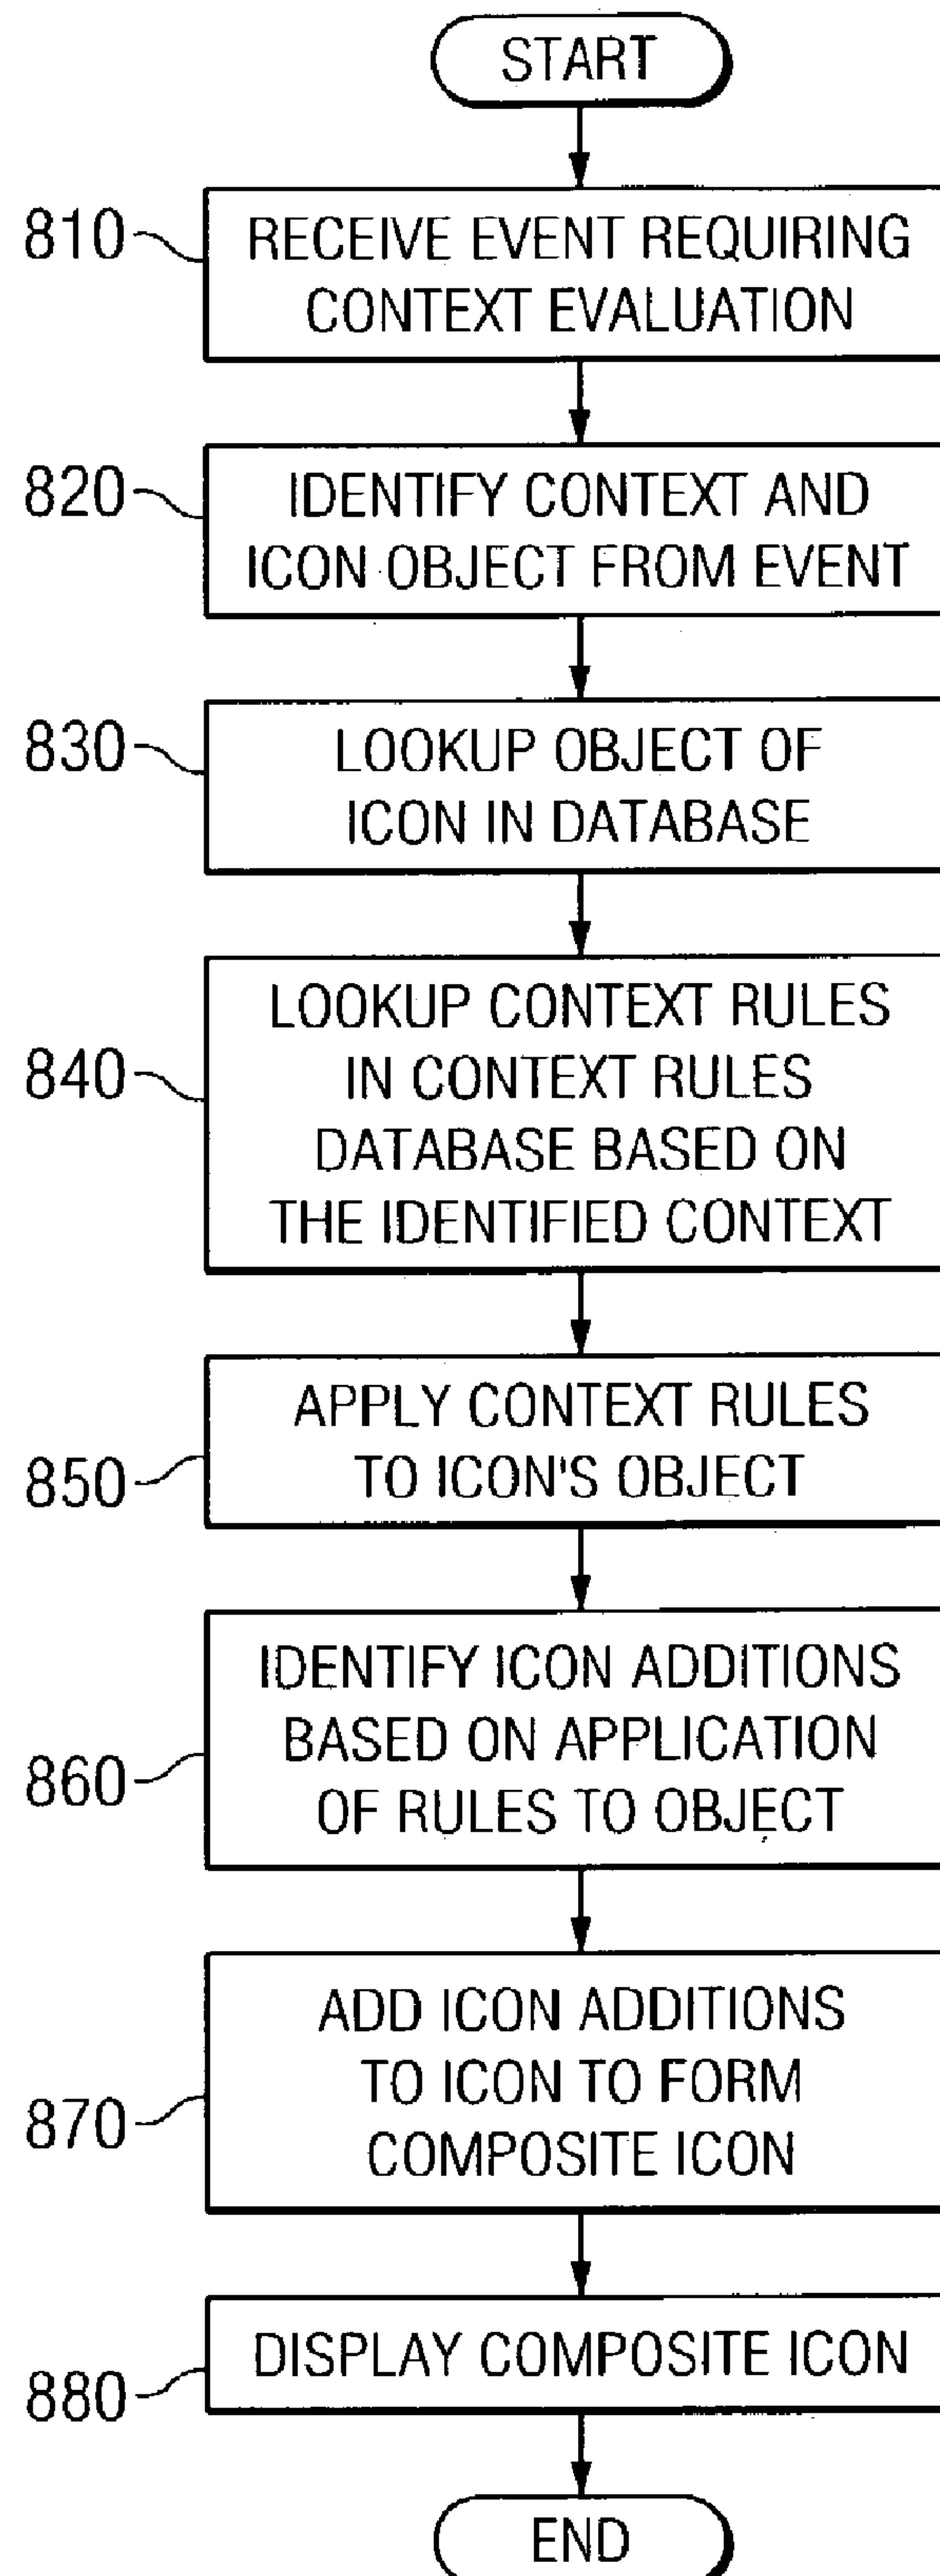 START
810
RECEIVE EVENT REQUIRING
CONTEXT EVALUATION
820
IDENTIFY CONTEXT AND
ICON OBJECT FROM EVENT
830
LOOKUP OBJECT OF
ICON IN DATABASE
840
LOOKUP CONTEXT RULES
IN CONTEXT RULES
DATABASE BASED ON
THE IDENTIFIED CONTEXT
850
APPLY CONTEXT RULES
TO ICON'S OBJECT
860
IDENTIFY ICON ADDITIONS
BASED ON APPLICATION
OF RULES TO OBJECT
870
ADD ICON ADDITIONS
TO ICON TO FORM
COMPOSITE ICON
880
DISPLAY COMPOSITE ICON
END